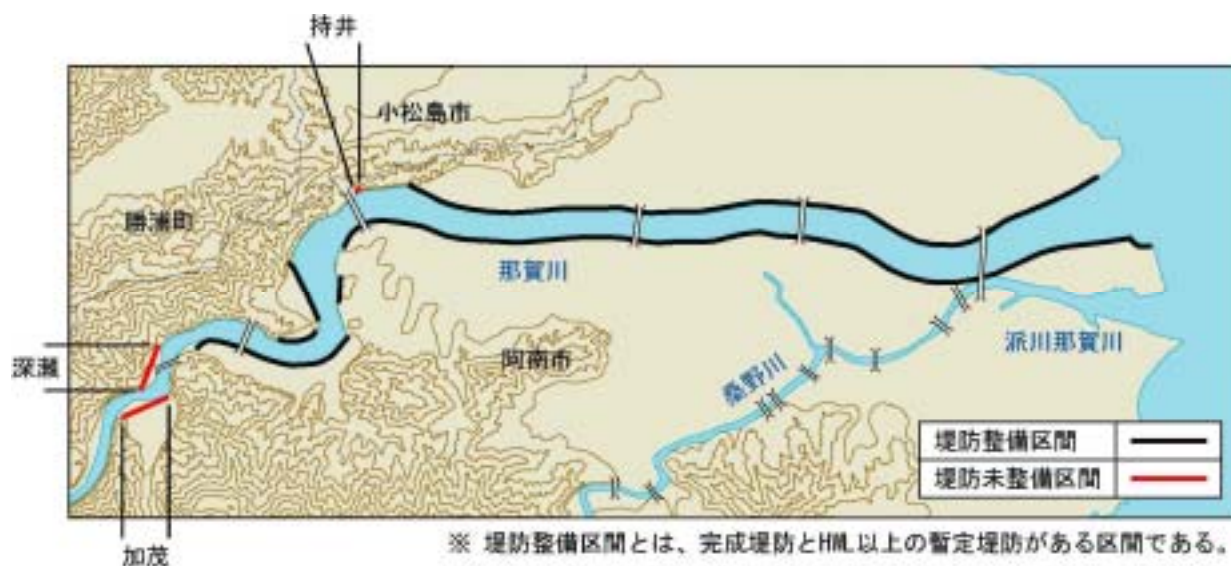 持井
小松島市
勝浦町
那賀川
深瀬
阿南市
派川那賀川
桑野川
堤防整備区間
堤防未整備区間
加茂
※ 堤防整備区間とは、完成堤防とHWL以上の暫定堤防がある区間である。